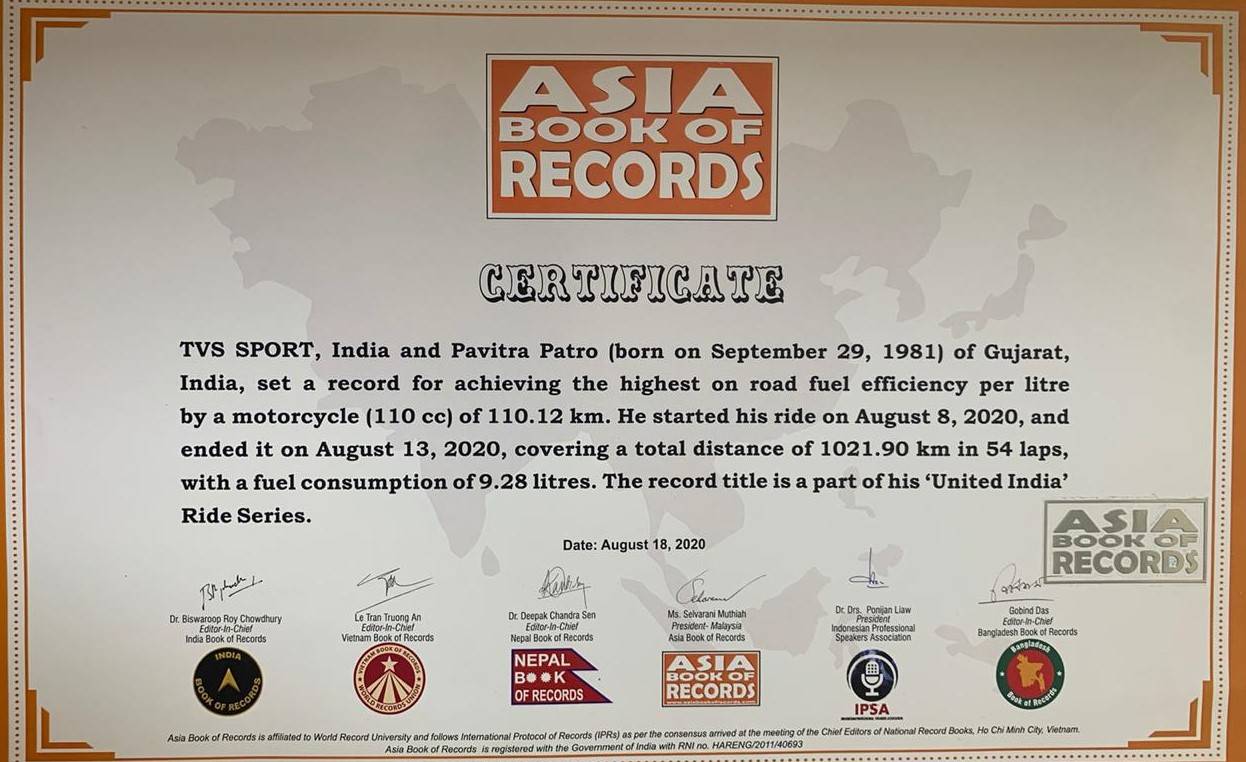 ASIA
BOOK OF
RECORDS
CERTIFICATE
TVS SPORT, India and Pavitra Patro (born on September 29, 1981) of Gujarat,
India, set a record for achieving the highest on road fuel efficiency per litre
by a motorcycle (110 cc) of 110.12 km. He started his ride on August 8, 2020, and
ended it on August 13, 2020, covering a total distance of 1021.90 km in 54 laps,
with a fuel consumption of 9.28 litres. The record title is a part of his ‘United India’
Ride Series.
ASIA
BOOK OF
RECORDS
Date: August 18, 2020
Dr. Biswaroop Roy Chowdhury
Editor-In-Chief
India Book of Records
INDIA
BOOK OF RECORDS
Le Tran Truong An
Editor-In-Chief
Vietnam Book of Records
VIETNAM BOOK OF RECORDS
WORLD RECORDS UNION
Dr. Deepak Chandra Sen
Editor-In-Chief
Nepal Book of Records
NEPAL
BOOK
OF RECORDS
Ms. Selvarani Muthiah
President- Malaysia
Asia Book of Records
ASIA
BOOK OF
RECORDS
Dr. Drs. Ponijan Liaw
President
Indonesian Professional
Speakers Association
IPSA
Gobind Das
Editor-In-Chief
Bangladesh Book of Records
Bangladesh
Book of Records
Asia Book of Records is affiliated to World Record University and follows International Protocol of Records (IPRs) as per the consensus arrived at the meeting of the Chief Editors of National Record Books, Ho Chi Minh City, Vietnam.
Asia Book of Records is registered with the Government of India with RNI no. HARENG/2011/40693